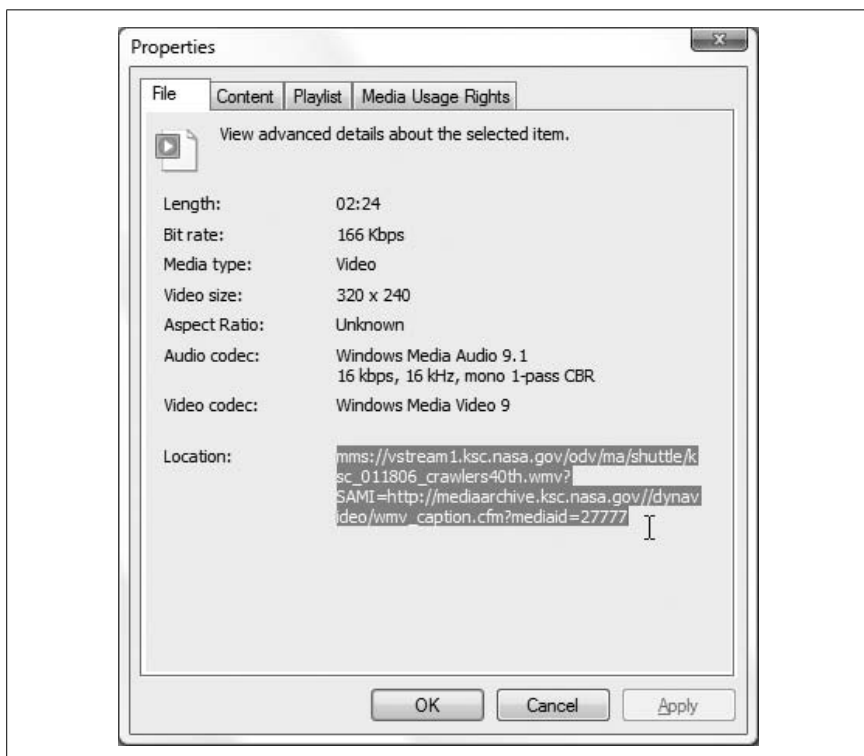 Properties
File Content Playlist Media Usage Rights
View advanced details about the selected item.
Length: 02:24
Bit rate: 166 Kbps
Media type: Video
Video size: 320 x 240
Aspect Ratio: Unknown
Audio codec: Windows Media Audio 9.1
16 kbps, 16 kHz, mono 1-pass CBR
Video codec: Windows Media Video 9
Location: mms://vstream1.ksc.nasa.gov/odv/ma/shuttle/k
sc_011806_crawlers40th.wmv?
SAMI=http://mediaarchive.ksc.nasa.gov//dynav
ideo/wmv_caption.cfm?mediaid=27777
OK Cancel Apply